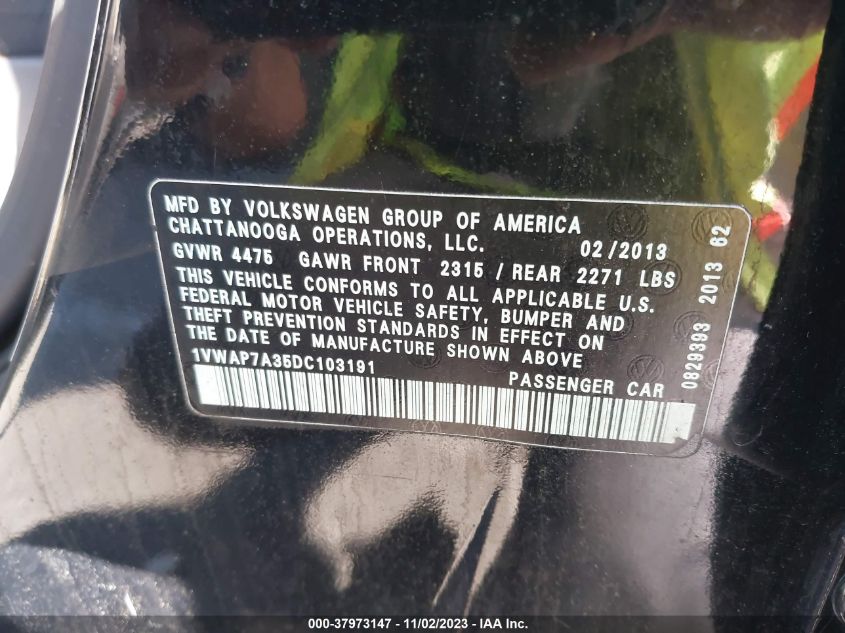 MFD BY VOLKSWAGEN GROUP OF AMERICA
CHATTANOOGA OPERATIONS, LLC. 02/2013
GVWR 4475 GAWR FRONT 2315 / REAR 2271 LBS
THIS VEHICLE CONFORMS TO ALL APPLICABLE U.S.
FEDERAL MOTOR VEHICLE SAFETY, BUMPER AND
THEFT PREVENTION STANDARDS IN EFFECT ON
THE DATE OF MANUFACTURE SHOWN ABOVE
1VWAP7A35DC103191 PASSENGER CAR
0829393 2013 62
000-37973147 - 11/02/2023 - IAA Inc.